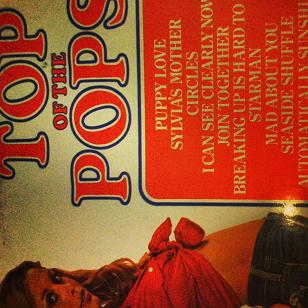 TOP
OF THE
POPS
PUPPY LOVE
SYLVIA'S MOTHER
CIRCLES
I CAN SEE CLEARLY NOW
JOIN TOGETHER
BREAKING UP IS HARD TO
STARMAN
MAD ABOUT YOU
SEASIDE SHUFFLE